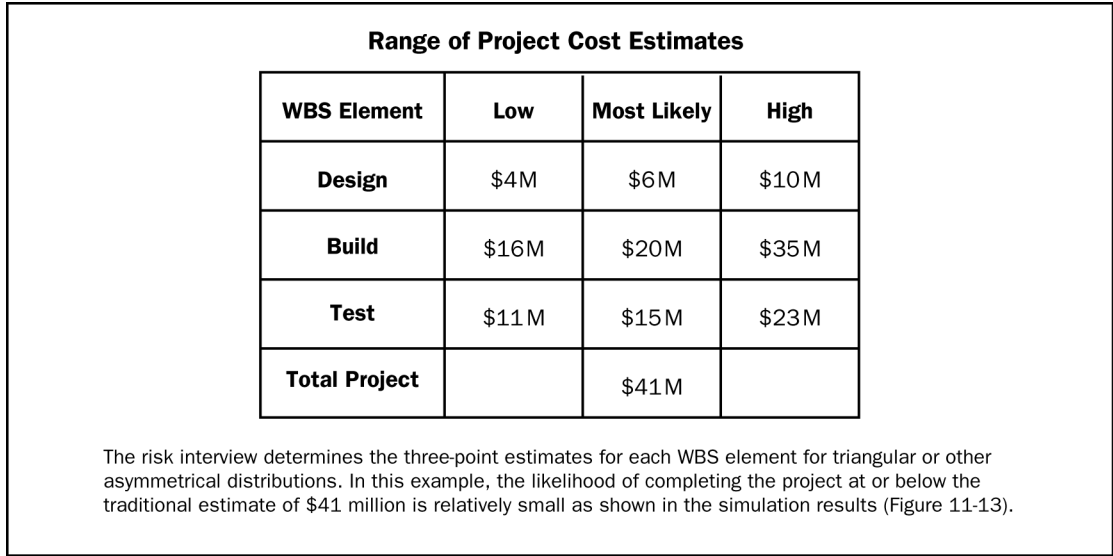 Range of Project Cost Estimates
WBS Element Low Most Likely High
Design $4M $6M $10M
Build $16M $20M $35M
Test $11M $15M $23M
Total Project $41M
The risk interview determines the three-point estimates for each WBS element for triangular or other
asymmetrical distributions. In this example, the likelihood of completing the project at or below the
traditional estimate of $41 million is relatively small as shown in the simulation results (Figure 11-13).